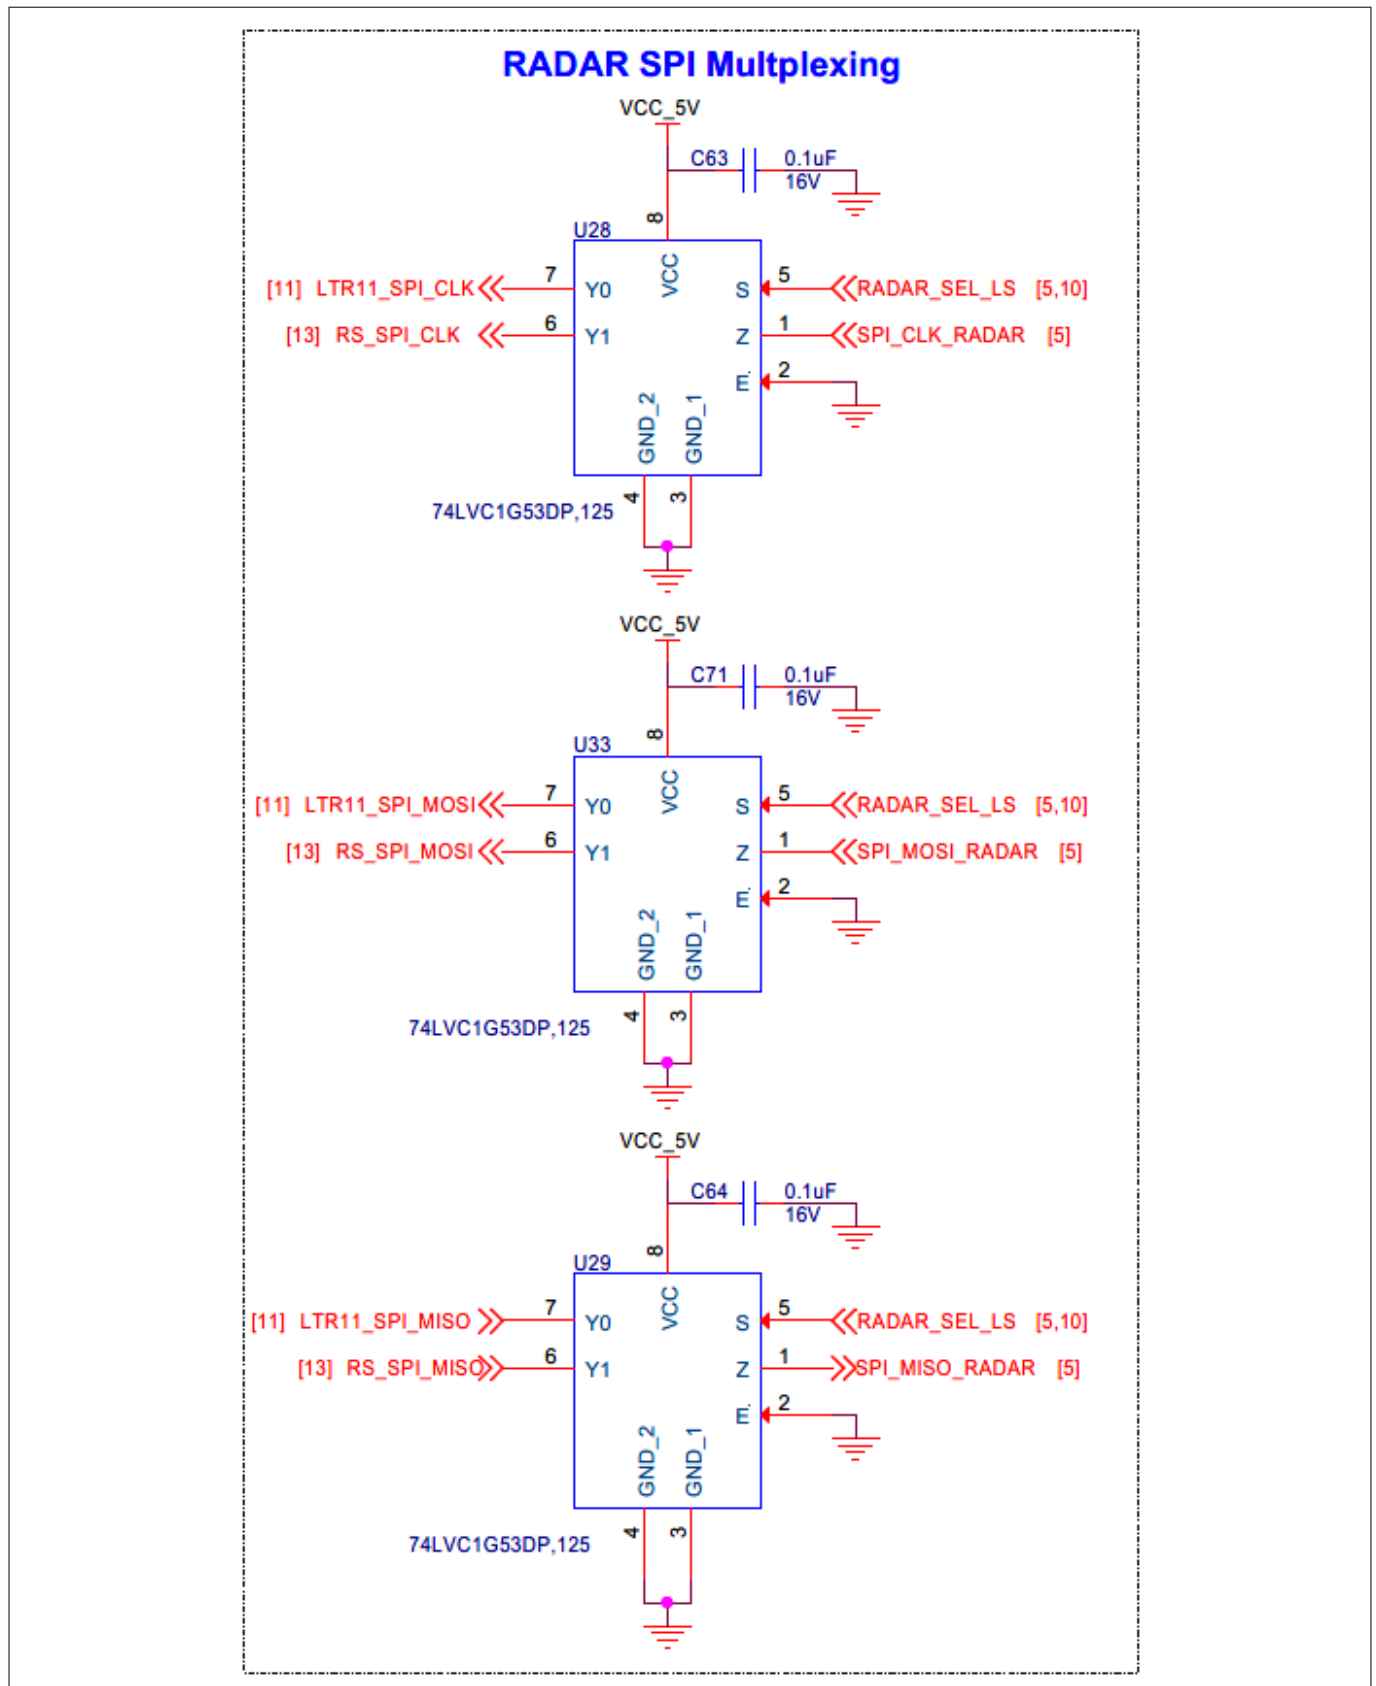 RADAR SPI Multplexing
VCC_5V
C63 0.1uF
16V
8
U28
[11] LTR11_SPI_CLK 7 Y0 VCC S 5 RADAR_SEL_LS [5,10]
[13] RS_SPI_CLK 6 Y1 Z 1 SPI_CLK_RADAR [5]
E 2
GND_2 GND_1
4 3
74LVC1G53DP,125
VCC_5V
C71 0.1uF
16V
8
U33
[11] LTR11_SPI_MOSI 7 Y0 VCC S 5 RADAR_SEL_LS [5,10]
[13] RS_SPI_MOSI 6 Y1 Z 1 SPI_MOSI_RADAR [5]
E 2
GND_2 GND_1
4 3
74LVC1G53DP,125
VCC_5V
C64 0.1uF
16V
8
U29
[11] LTR11_SPI_MISO 7 Y0 VCC S 5 RADAR_SEL_LS [5,10]
[13] RS_SPI_MISO 6 Y1 Z 1 SPI_MISO_RADAR [5]
E 2
GND_2 GND_1
4 3
74LVC1G53DP,125